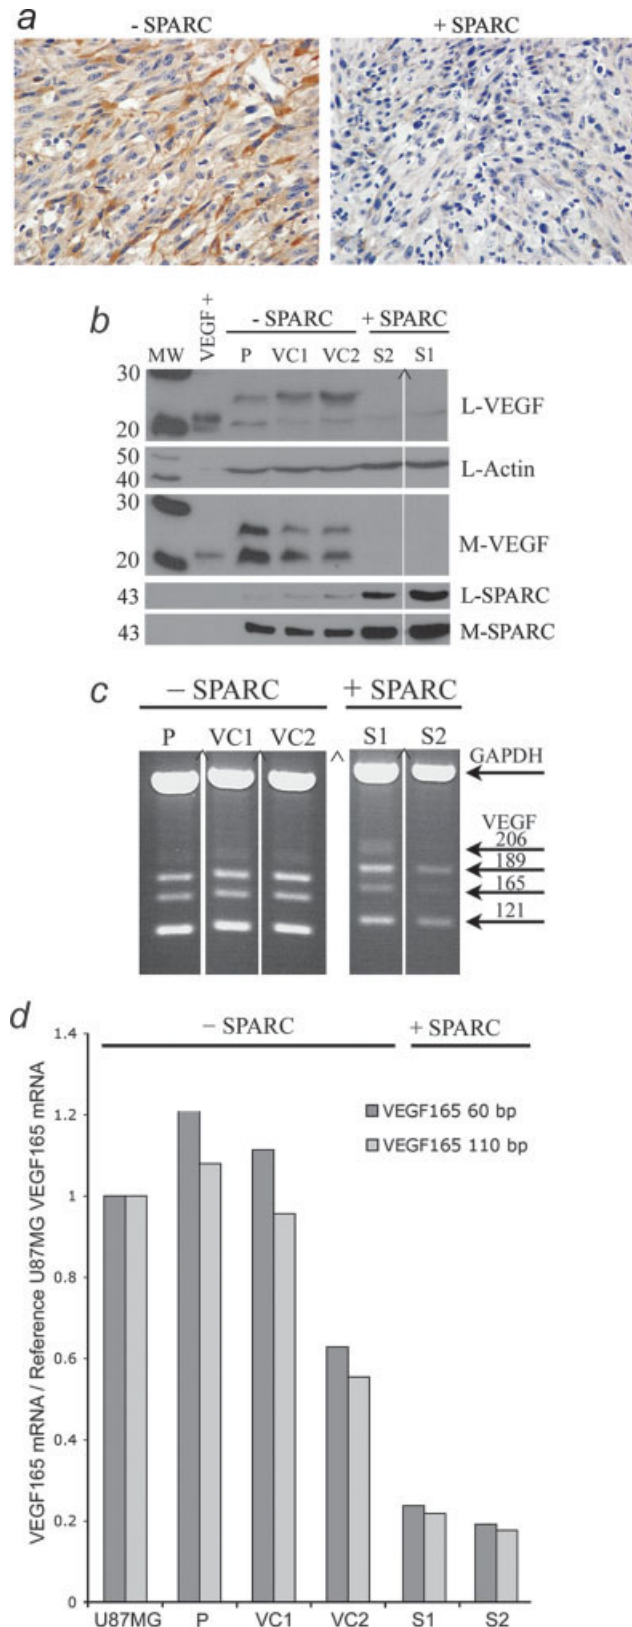 a
- SPARC + SPARC
b
VEGF +
- SPARC + SPARC
MW P VC1 VC2 S2 S1
30
20
L-VEGF
50
40
L-Actin
30
20
M-VEGF
43 L-SPARC
43 M-SPARC
c
– SPARC + SPARC
P VC1 VC2 S1 S2
GAPDH
VEGF
206
189
165
121
d
– SPARC + SPARC
VEGF165 mRNA / Reference U87MG VEGF165 mRNA
1.4
1.2
1
0.8
0.6
0.4
0.2
0
VEGF165 60 bp
VEGF165 110 bp
U87MG P VC1 VC2 S1 S2